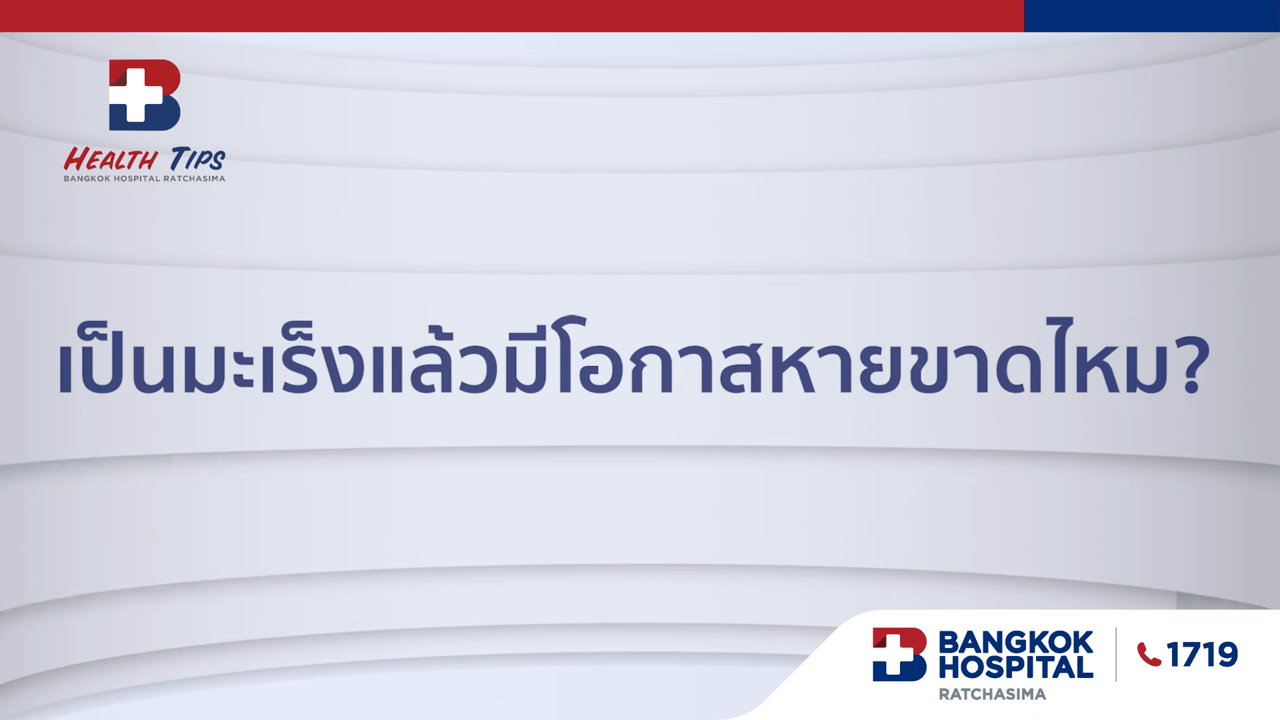 HEALTH TIPS
BANGKOK HOSPITAL RATCHASIMA
เป็นมะเร็งแล้วมีโอกาสหายขาดไหม?
BANGKOK
HOSPITAL
RATCHASIMA
1719